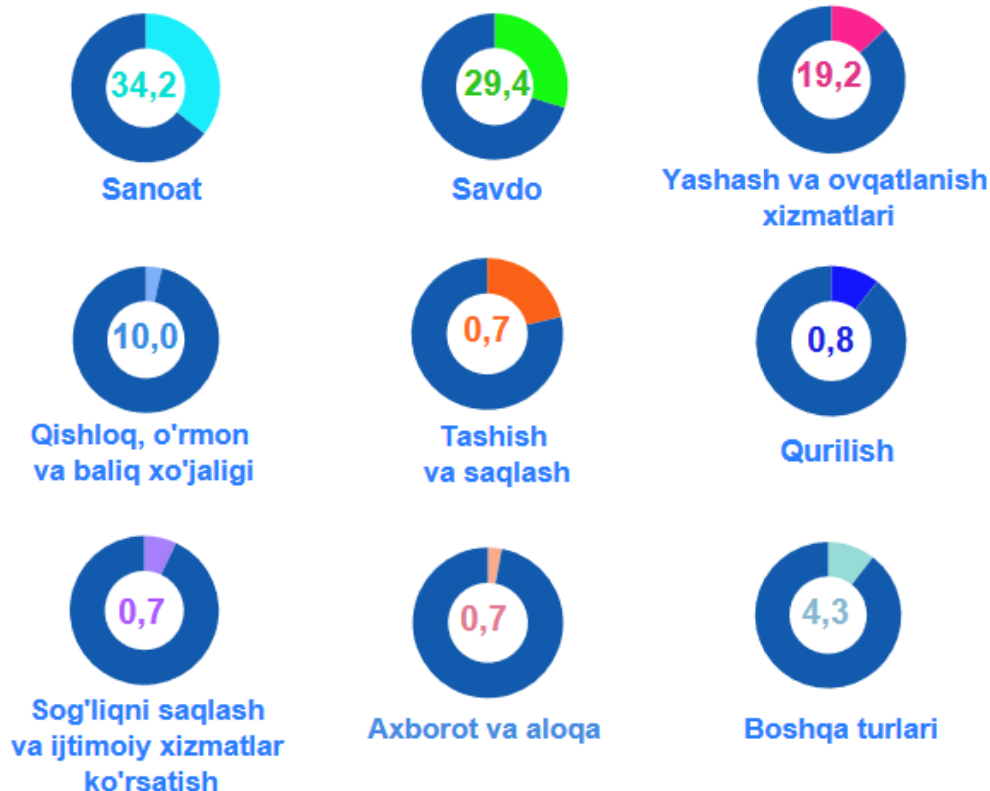 34,2
Sanoat
29,4
Savdo
19,2
Yashash va ovqatlanish
xizmatlari
10,0
Qishloq, o'rmon
va baliq xo'jaligi
0,7
Tashish
va saqlash
0,8
Qurilish
0,7
Sog'liqni saqlash
va ijtimoiy xizmatlar
ko'rsatish
0,7
Axborot va aloqa
4,3
Boshqa turlari